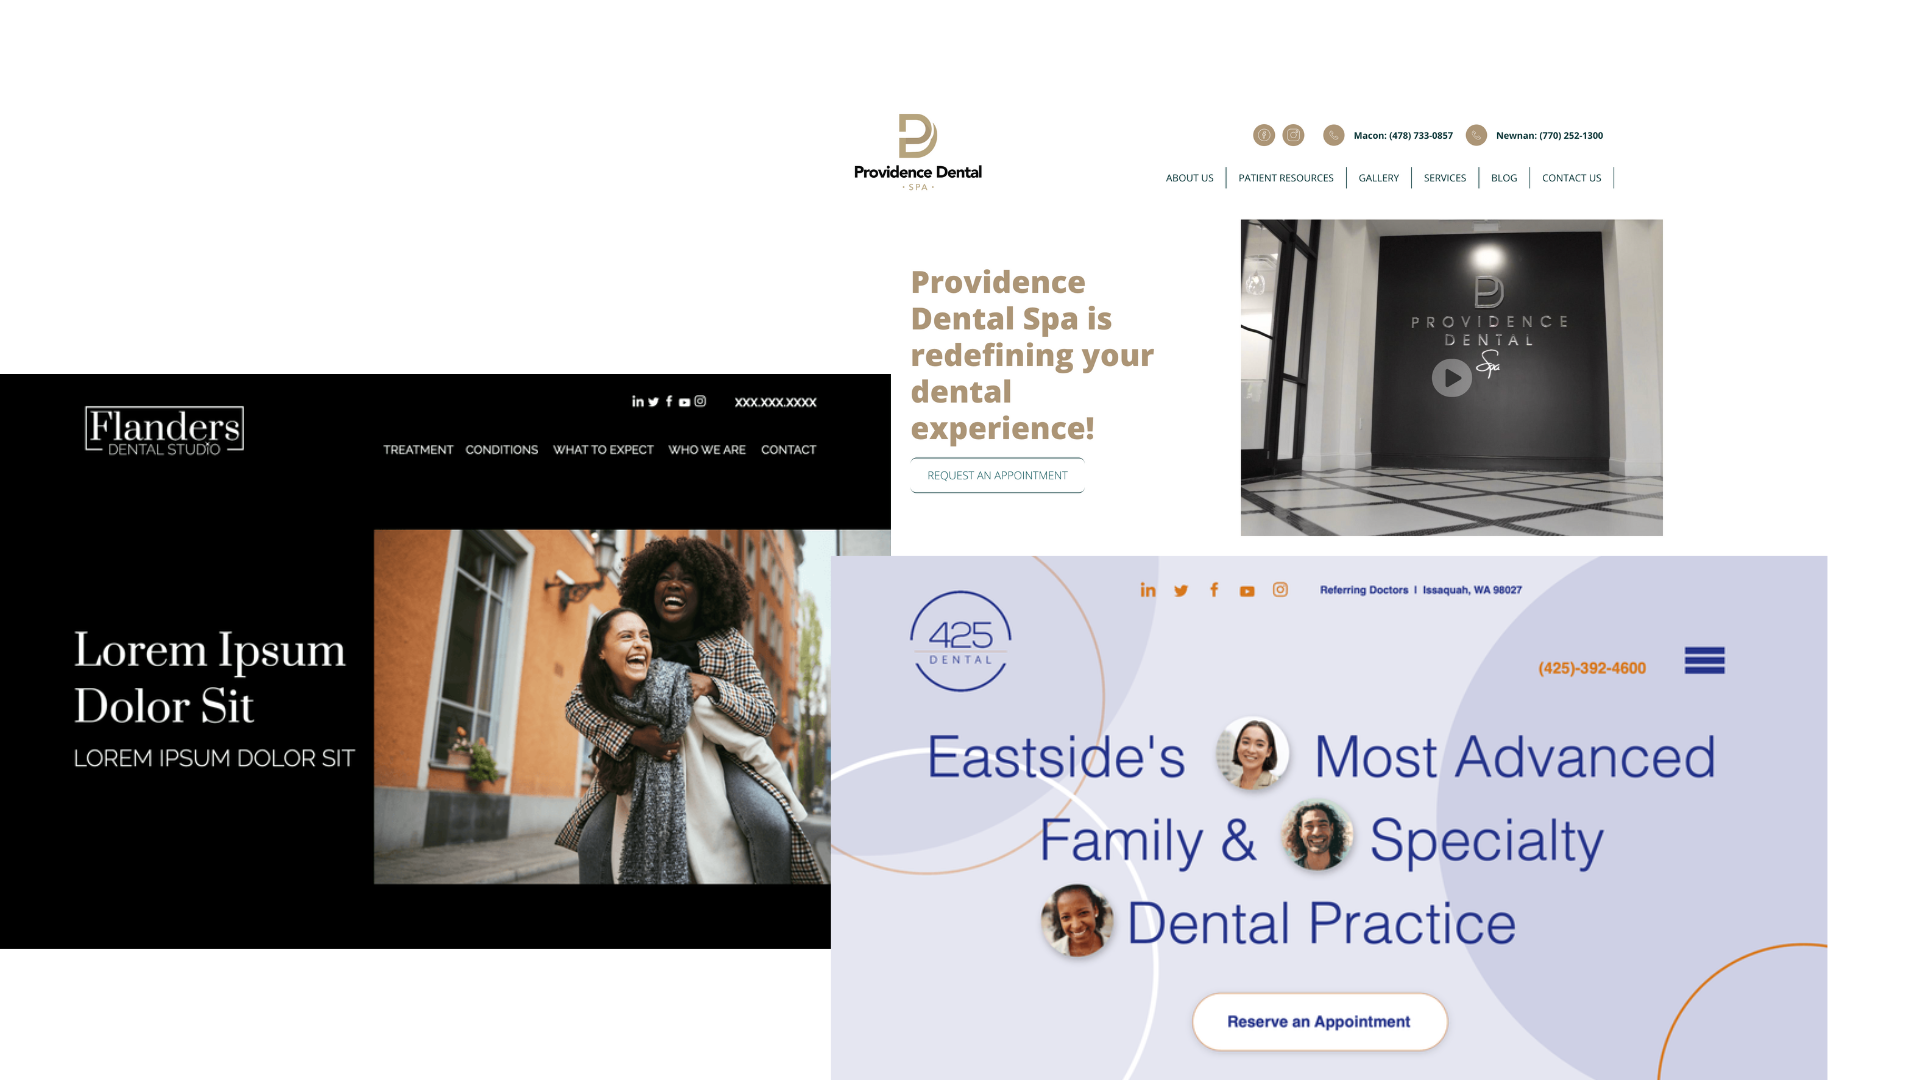 Providence Dental
· SPA ·
Macon: (478) 733-0857
Newnan: (770) 252-1300
ABOUT US
PATIENT RESOURCES
GALLERY
SERVICES
BLOG
CONTACT US
Providence
Dental Spa is
redefining your
dental
experience!
REQUEST AN APPOINTMENT
PROVIDENCE
DENTAL
Spa
Flanders
DENTAL STUDIO
XXX.XXX.XXXX
TREATMENT
CONDITIONS
WHAT TO EXPECT
WHO WE ARE
CONTACT
Lorem Ipsum
Dolor Sit
LOREM IPSUM DOLOR SIT
425
DENTAL
Referring Doctors | Issaquah, WA 98027
(425)-392-4600
Eastside's Most Advanced
Family & Specialty
Dental Practice
Reserve an Appointment